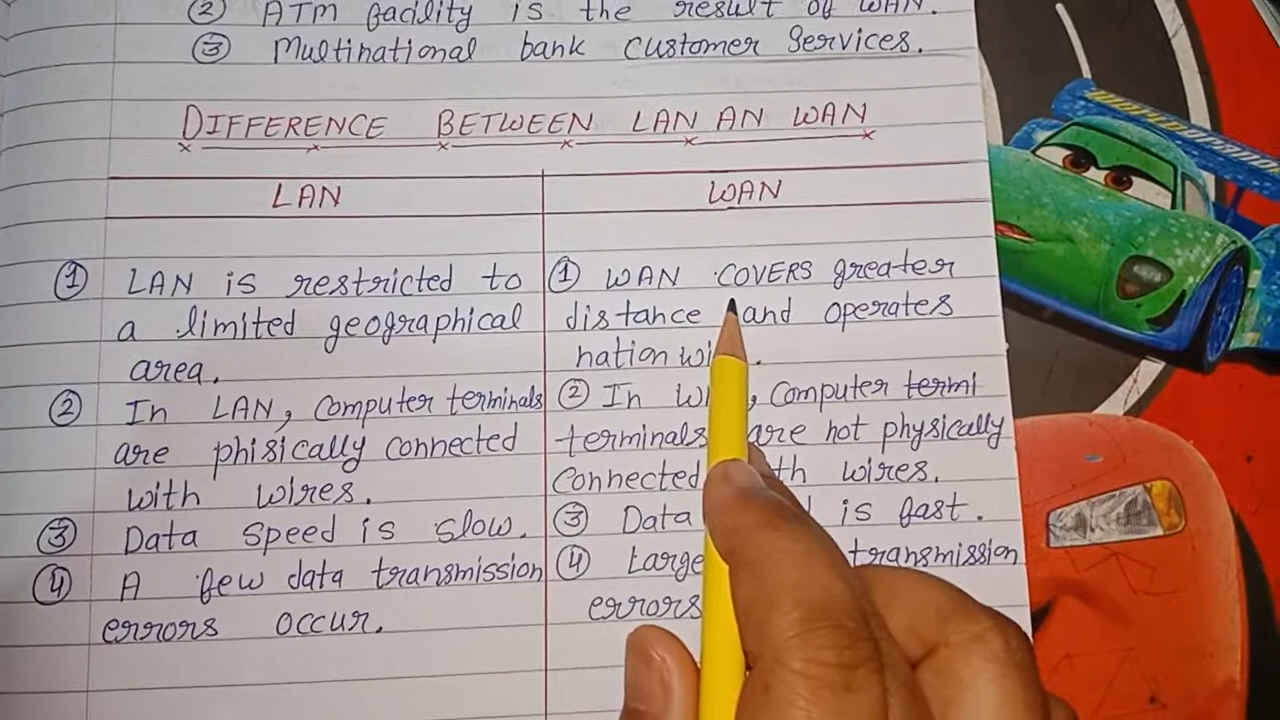 ② ATM facility is the result of WAN.
③ Multinational bank customer services.
DIFFERENCE BETWEEN LAN AN WAN
LAN WAN
① LAN is restricted to
a limited geographical
area.
② In LAN, computer terminals
are phisically connected
with wires.
③ Data speed is slow.
④ A few data transmission
errors occur.
① WAN COVERS greater
distance and operates
nation
② In computer termi
terminals are not physically
connected wires.
③ Data is fast.
④ Large transmission
errors